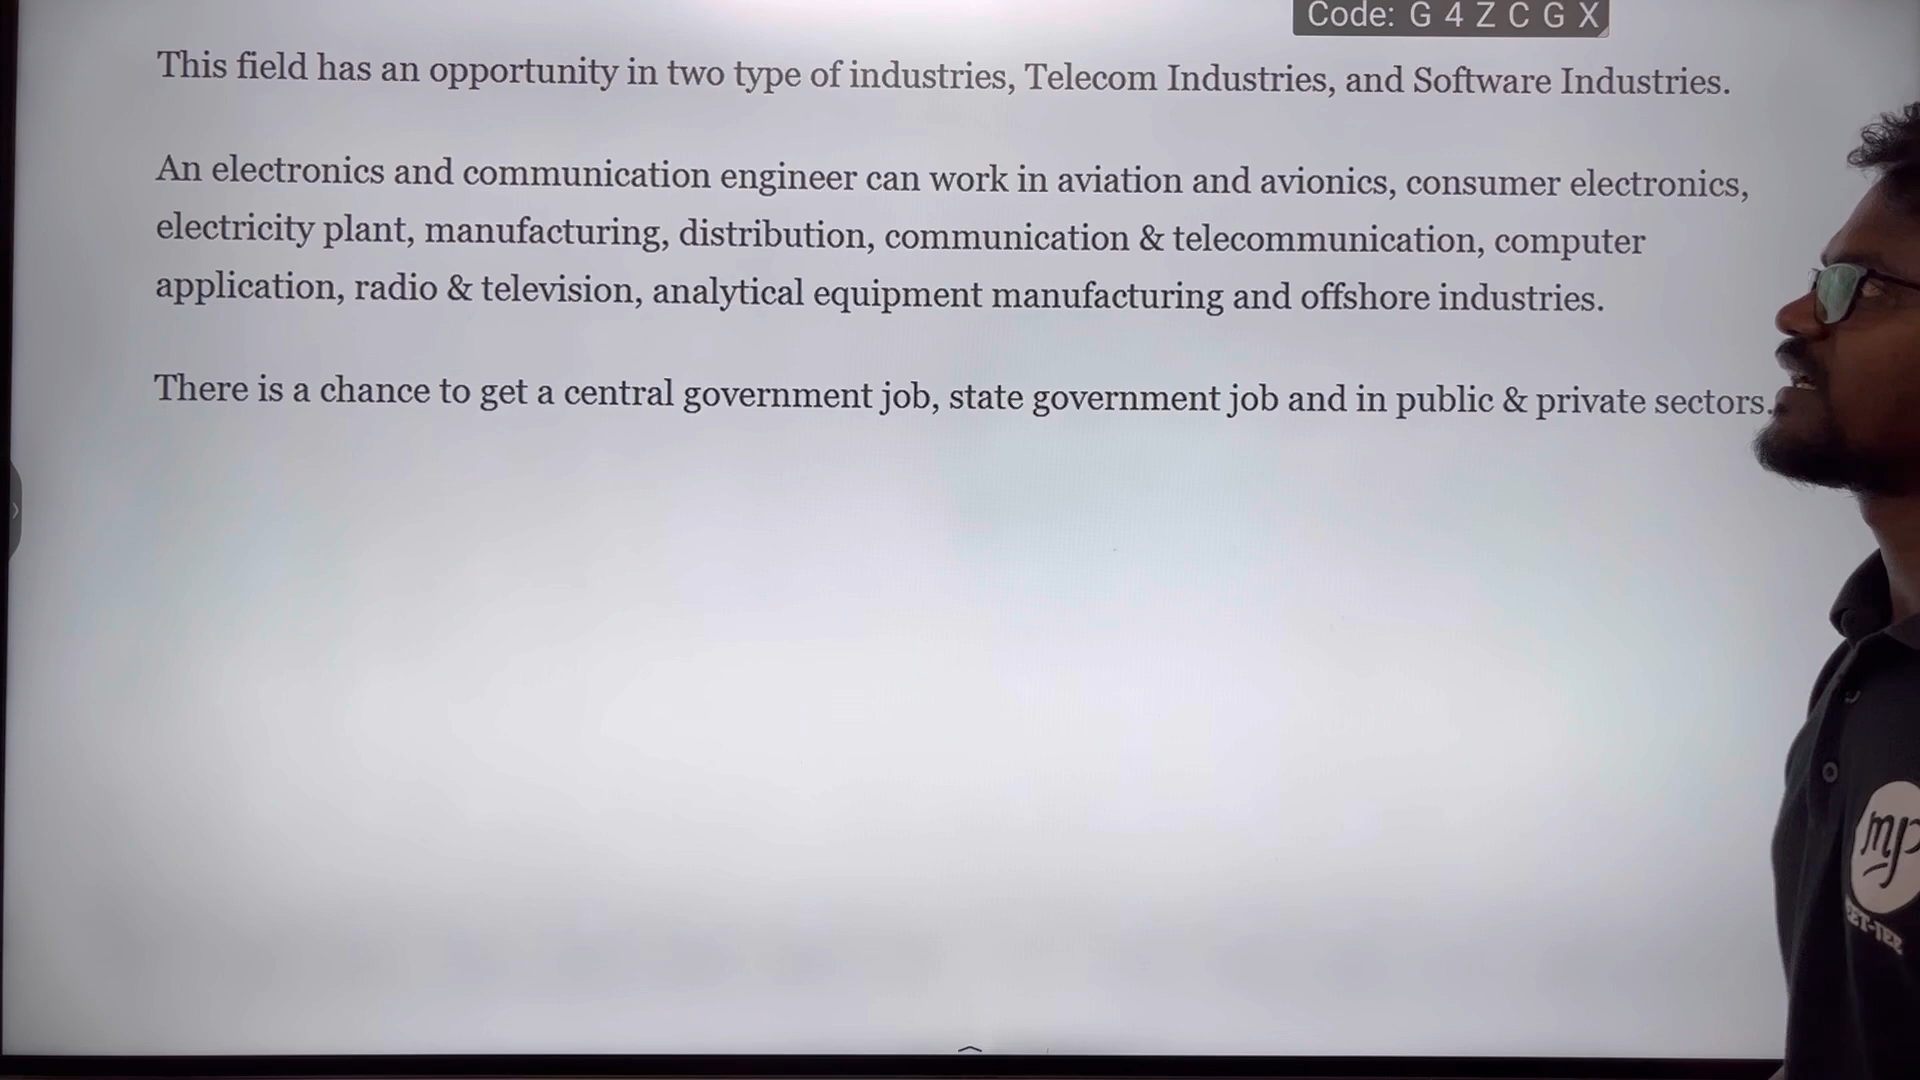 Code: G 4 Z C G X
This field has an opportunity in two type of industries, Telecom Industries, and Software Industries.
An electronics and communication engineer can work in aviation and avionics, consumer electronics,
electricity plant, manufacturing, distribution, communication & telecommunication, computer
application, radio & television, analytical equipment manufacturing and offshore industries.
There is a chance to get a central government job, state government job and in public & private sectors.
mp